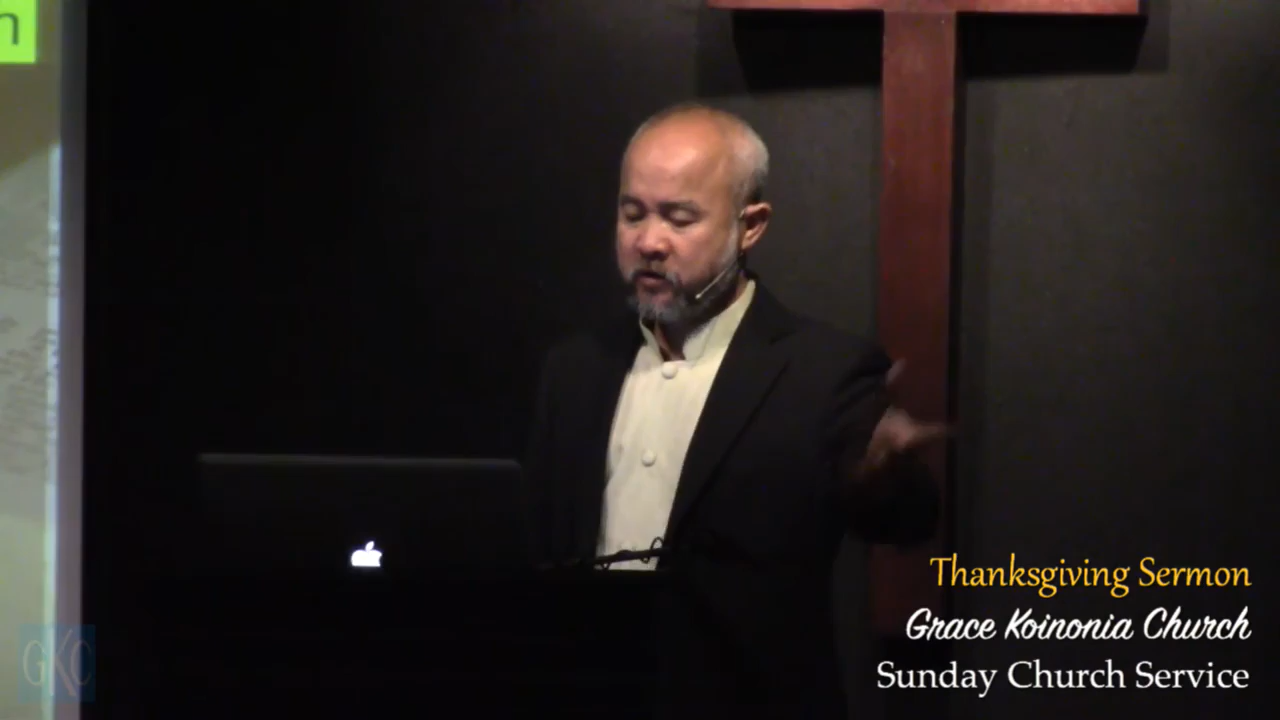 n
GKC
Thanksgiving Sermon
Grace Koinonia Church
Sunday Church Service